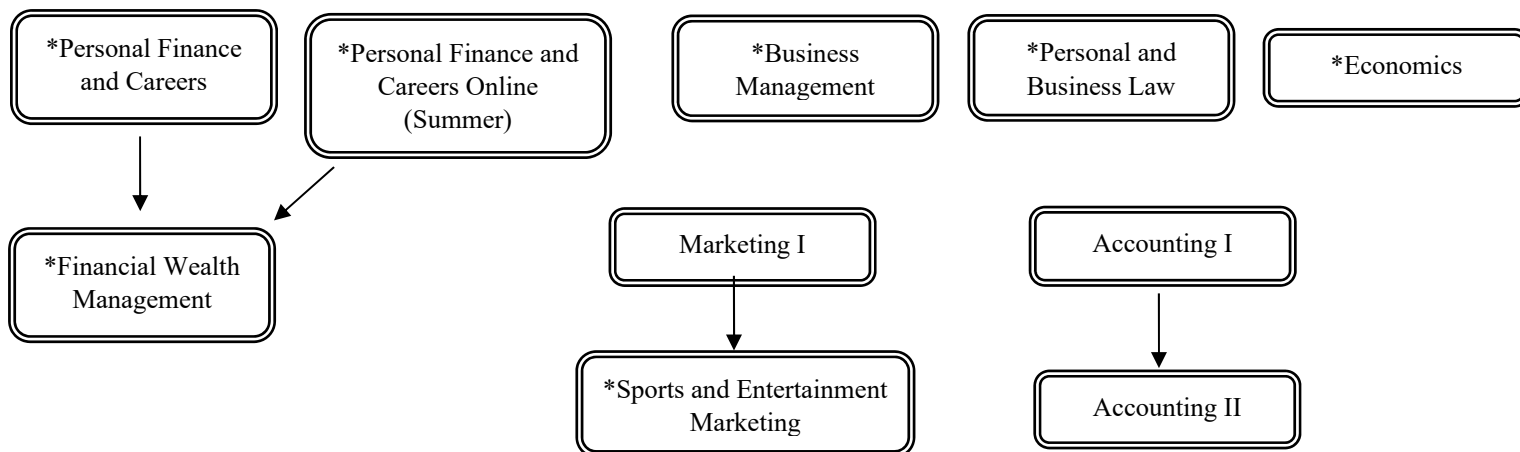 *Personal Finance
and Careers
*Personal Finance and
Careers Online
(Summer)
*Business
Management
*Personal and
Business Law
*Economics
*Financial Wealth
Management
Marketing I
Accounting I
*Sports and Entertainment
Marketing
Accounting II